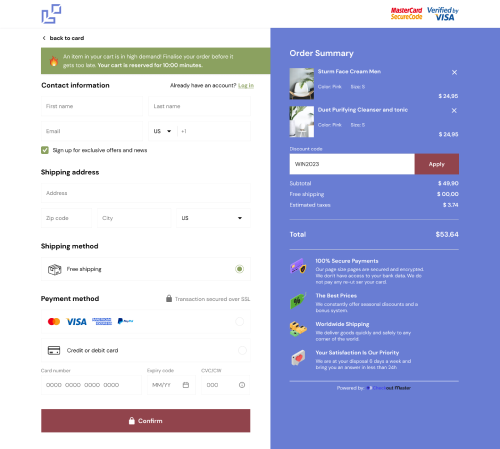 MasterCard
SecureCode
Verified by
VISA
back to card
An item in your cart is in high demand! Finalise your order before it
gets too late. Your cart is reserved for 10:00 minutes.
Contact information
Already have an account? Log in
First name
Last name
Email
US
+1
Sign up for exclusive offers and news
Shipping address
Address
Zip code
City
US
Shipping method
Free shipping
Payment method
Transaction secured over SSL
VISA
AMERICAN EXPRESS
PayPal
Credit or debit card
Card number
Expiry code
CVC/CW
0000 0000 0000 0000
MM/YY
000
Confirm
Order Summary
Sturm Face Cream Men
Color: Pink
Size: S
$ 24,95
Duet Purifying Cleanser and tonic
Color: Pink
Size: S
$ 24,95
Discount code
WIN2023
Apply
Subtotal
$ 49,90
Free shipping
$ 00,00
Estimated taxes
$ 3.74
Total
$53.64
100% Secure Payments
Our page size pages are secured and encrypted.
We don't have access to your bank data. We do
not pay any re-ur ser your card.
The Best Prices
We constantly offer seasonal discounts and a
bonus system.
Worldwide Shipping
We deliver goods quickly and safely to any
corner of the world.
Your Satisfaction Is Our Priority
We are at your disposal 6 days a week and
bring you an answer in less than 24h
Powered by